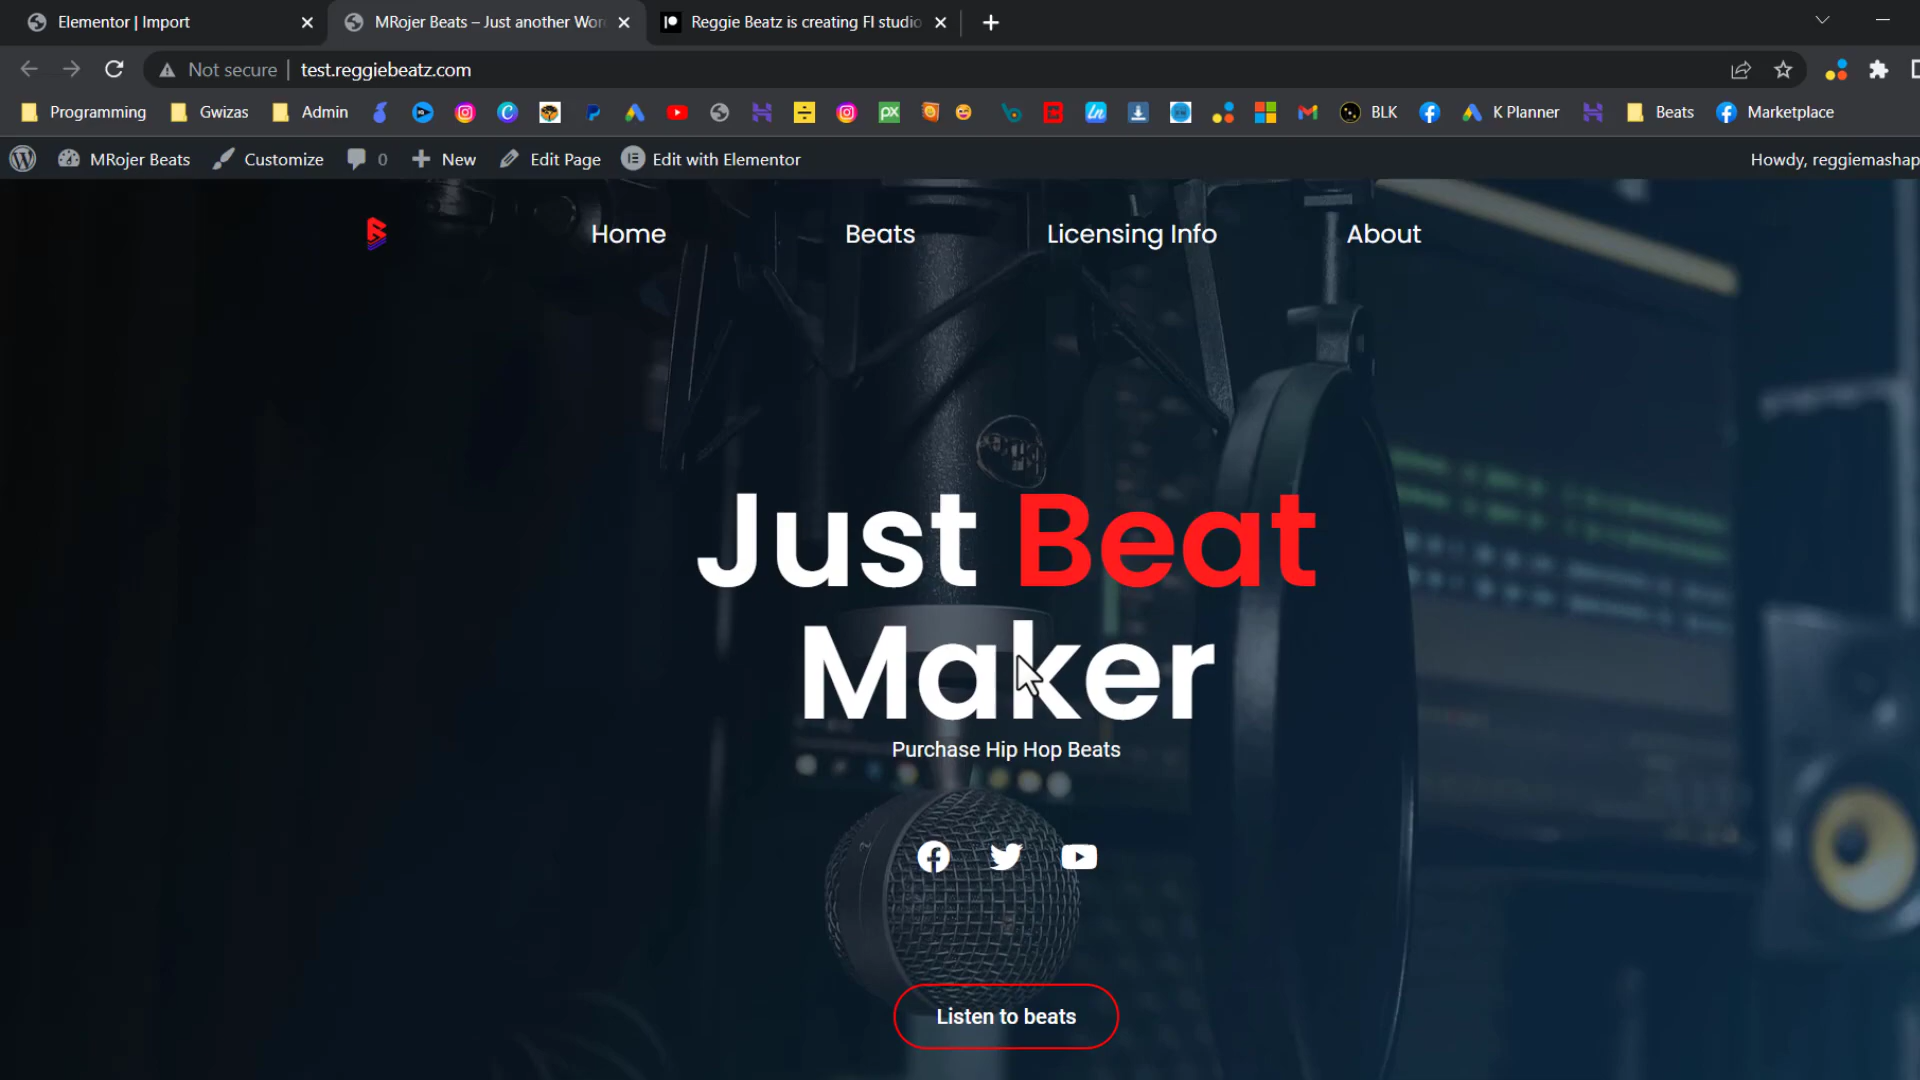 Elementor | Import
MRojer Beats – Just another Wor
Reggie Beatz is creating Fl studio
Not secure
test.reggiebeatz.com
Programming
Gwizas
Admin
BLK
K Planner
Beats
Marketplace
MRojer Beats
Customize
0
New
Edit Page
Edit with Elementor
Howdy, reggiemashap
Home
Beats
Licensing Info
About
Just Beat
Maker
Purchase Hip Hop Beats
Listen to beats